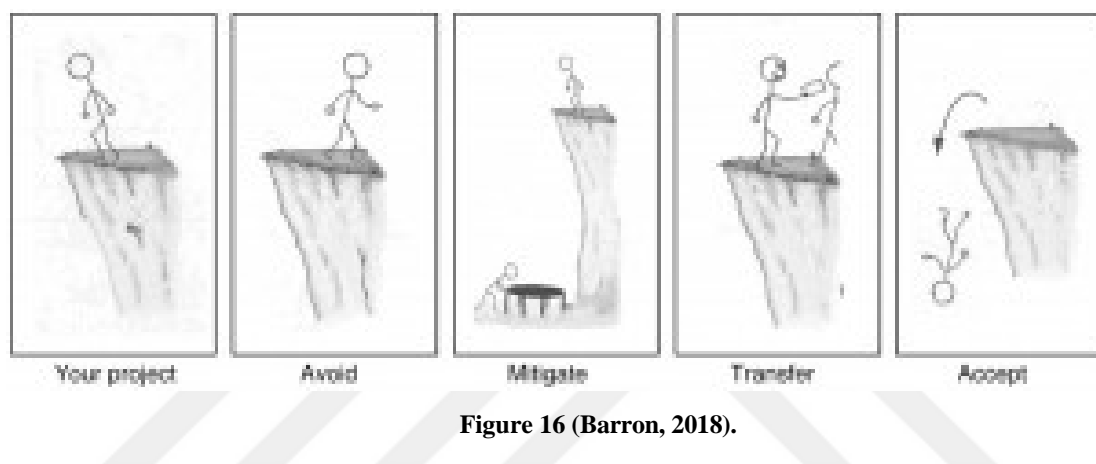 Your project
Avoid
Mitigate
Transfer
Accept
Figure 16 (Barron, 2018).